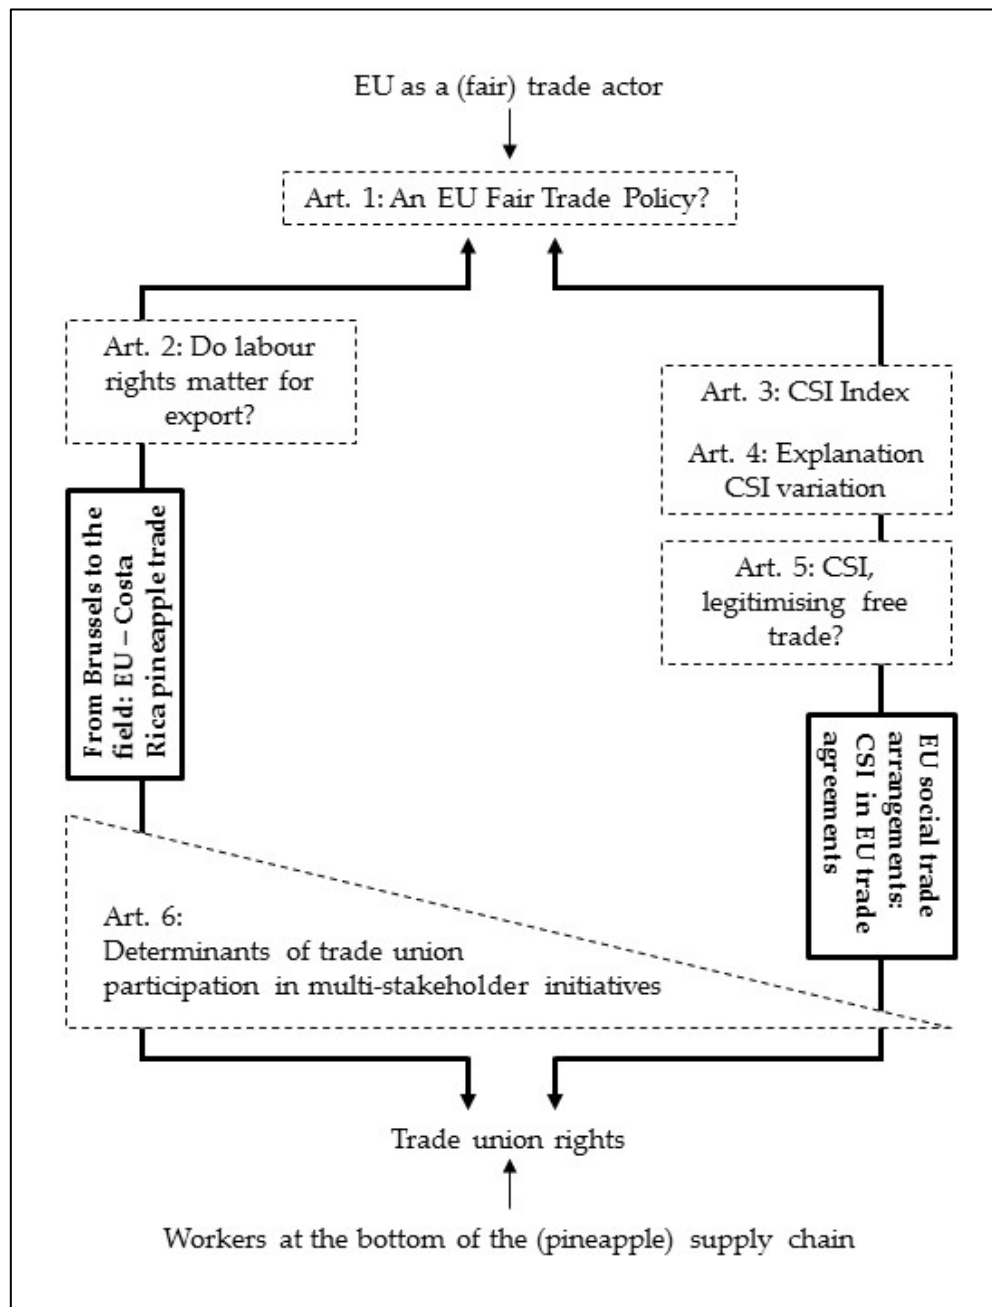 EU as a (fair) trade actor
Art. 1: An EU Fair Trade Policy?
Art. 2: Do labour
rights matter for
export?
Art. 3: CSI Index
Art. 4: Explanation
CSI variation
Art. 5: CSI,
legitimising free
trade?
From Brussels to the
field: EU – Costa
Rica pineapple trade
EU social trade
arrangements:
CSI in EU trade
agreements
Art. 6:
Determinants of trade union
participation in multi-stakeholder initiatives
Trade union rights
Workers at the bottom of the (pineapple) supply chain